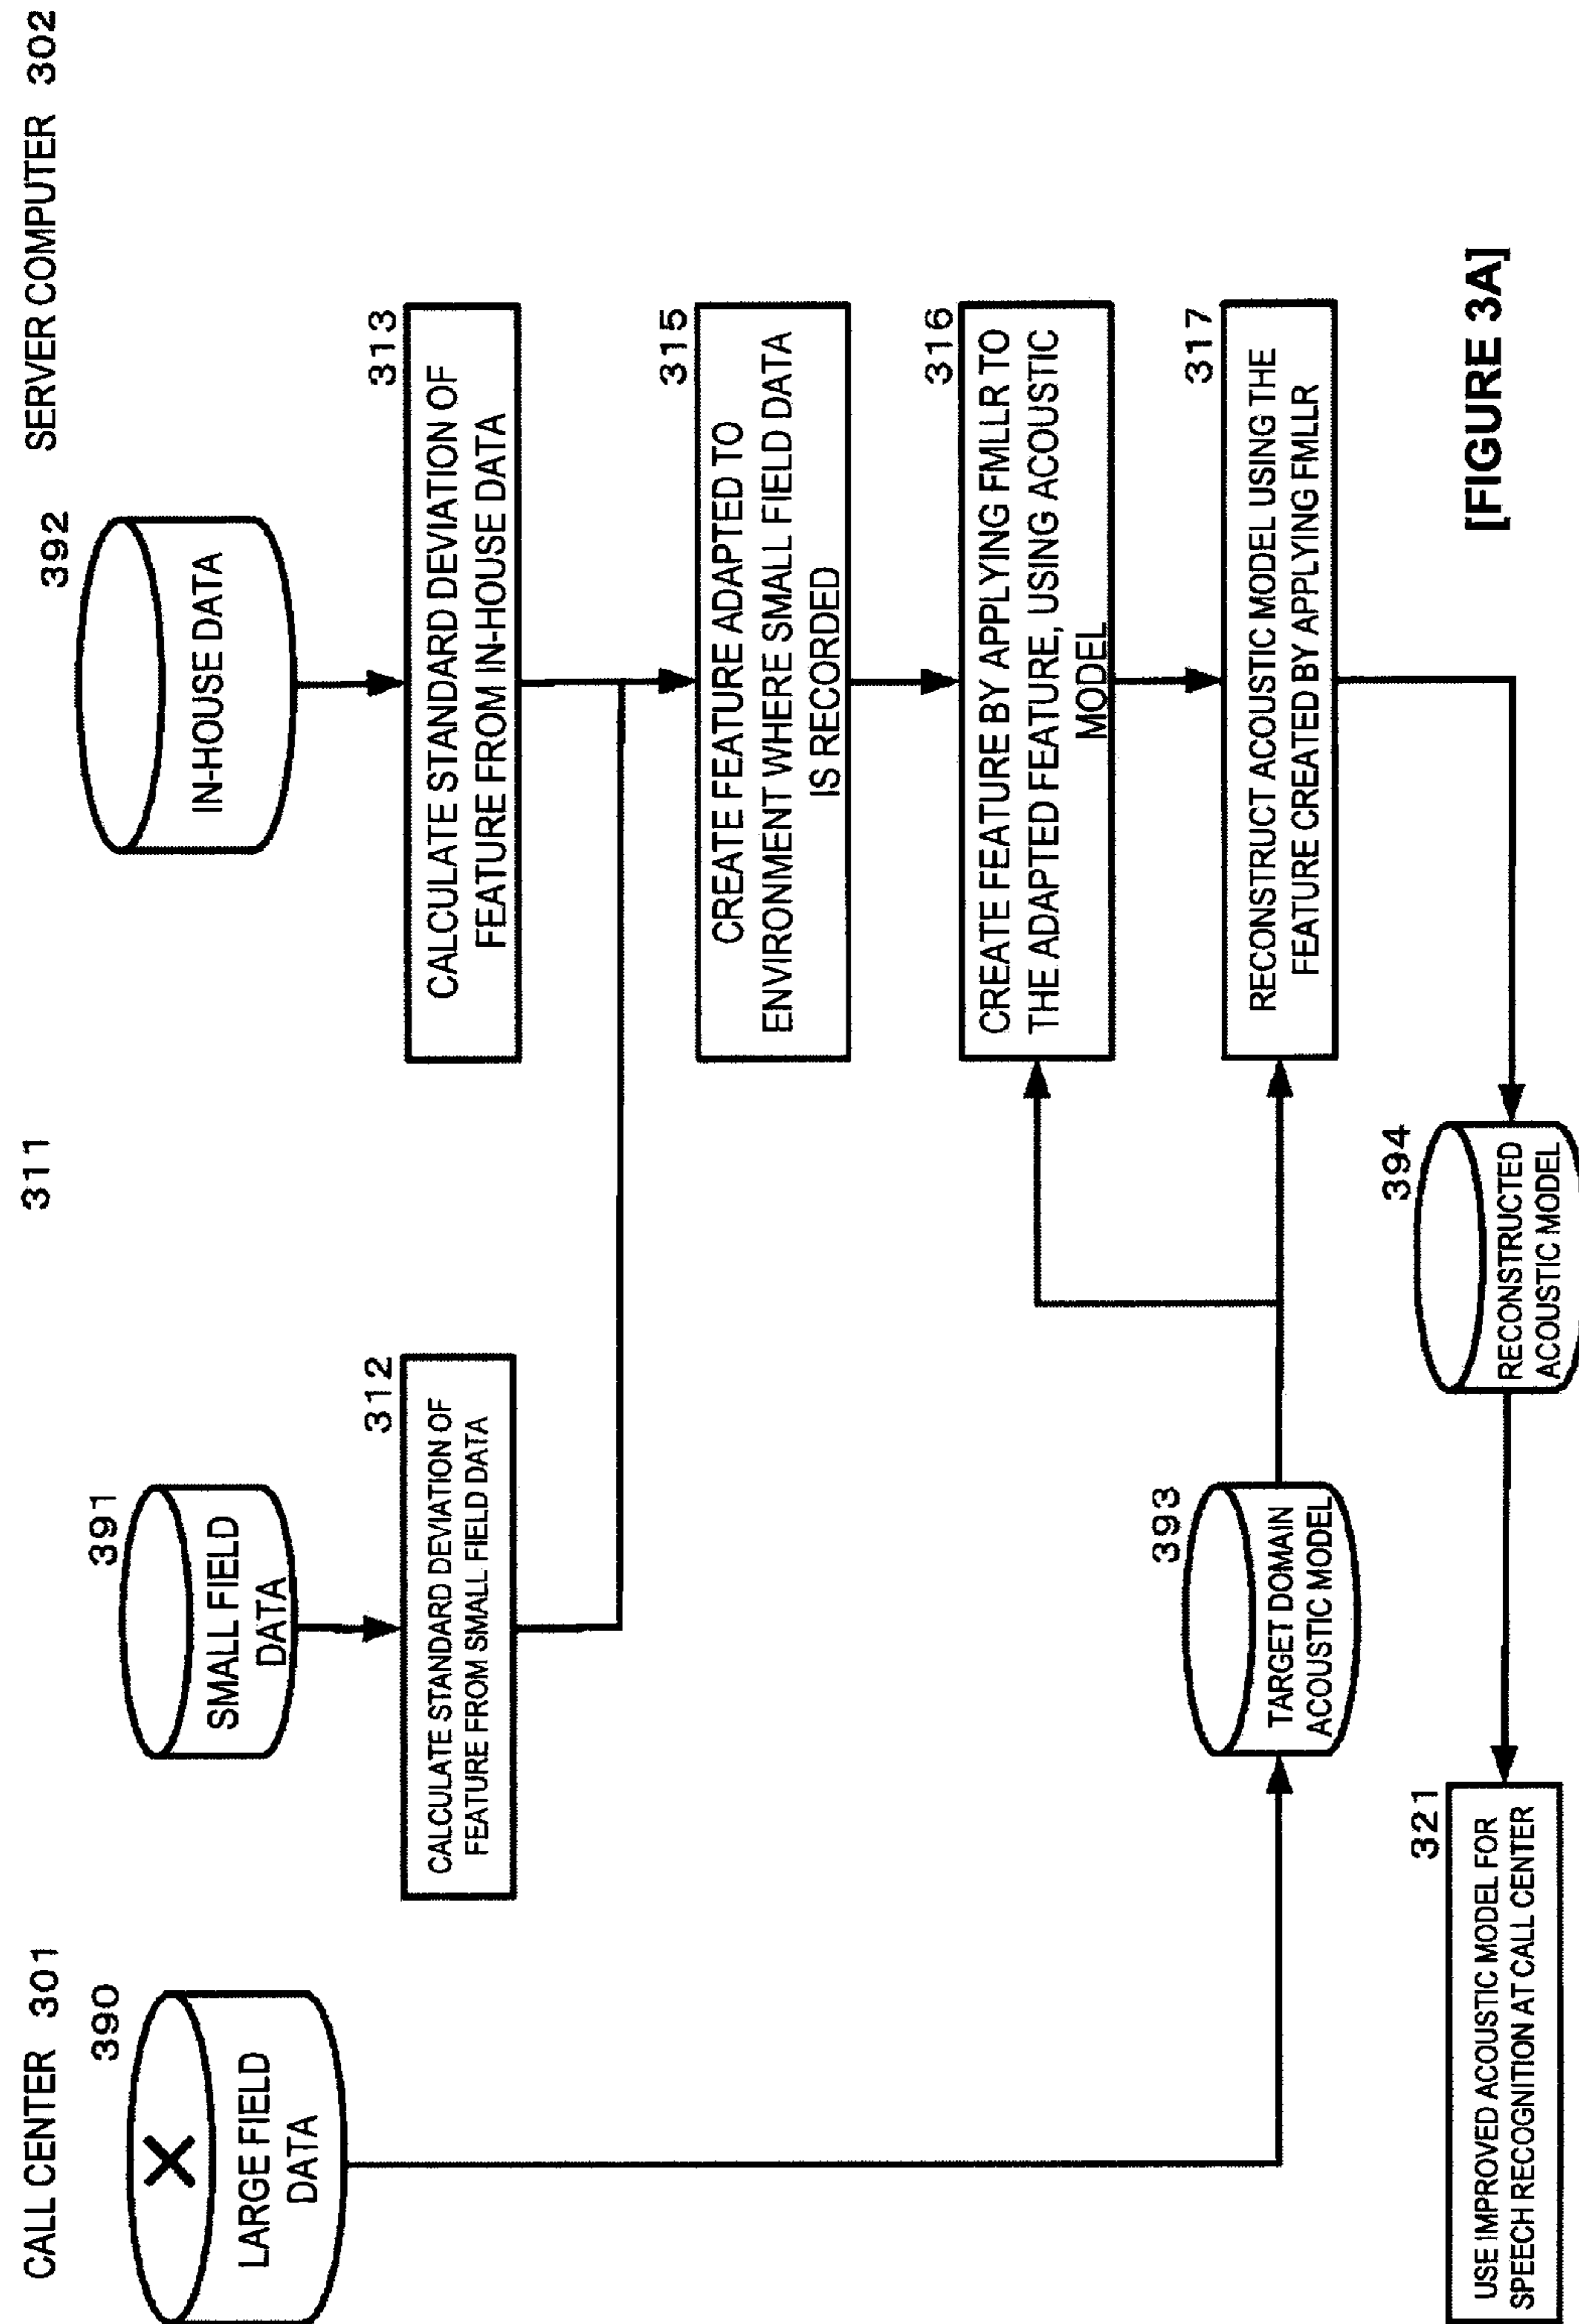 CALL CENTER 301
311
SERVER COMPUTER 302
390
LARGE FIELD
DATA
391
SMALL FIELD
DATA
392
IN-HOUSE DATA
312
CALCULATE STANDARD DEVIATION OF
FEATURE FROM SMALL FIELD DATA
313
CALCULATE STANDARD DEVIATION OF
FEATURE FROM IN-HOUSE DATA
315
CREATE FEATURE ADAPTED TO
ENVIRONMENT WHERE SMALL FIELD DATA
IS RECORDED
316
CREATE FEATURE BY APPLYING FMLLR TO
THE ADAPTED FEATURE, USING ACOUSTIC
MODEL
393
TARGET DOMAIN
ACOUSTIC MODEL
317
RECONSTRUCT ACOUSTIC MODEL USING THE
FEATURE CREATED BY APPLYING FMLLR
394
RECONSTRUCTED
ACOUSTIC MODEL
321
USE IMPROVED ACOUSTIC MODEL FOR
SPEECH RECOGNITION AT CALL CENTER
[FIGURE 3A]